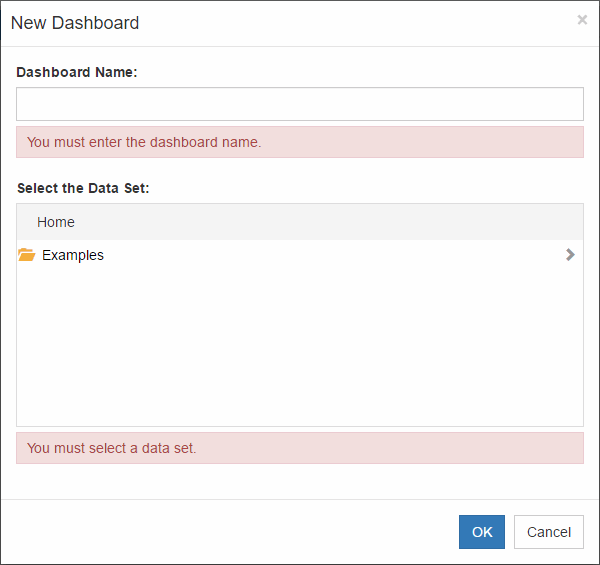 New Dashboard
×
Dashboard Name:
You must enter the dashboard name.
Select the Data Set:
Home
Examples
You must select a data set.
OK Cancel